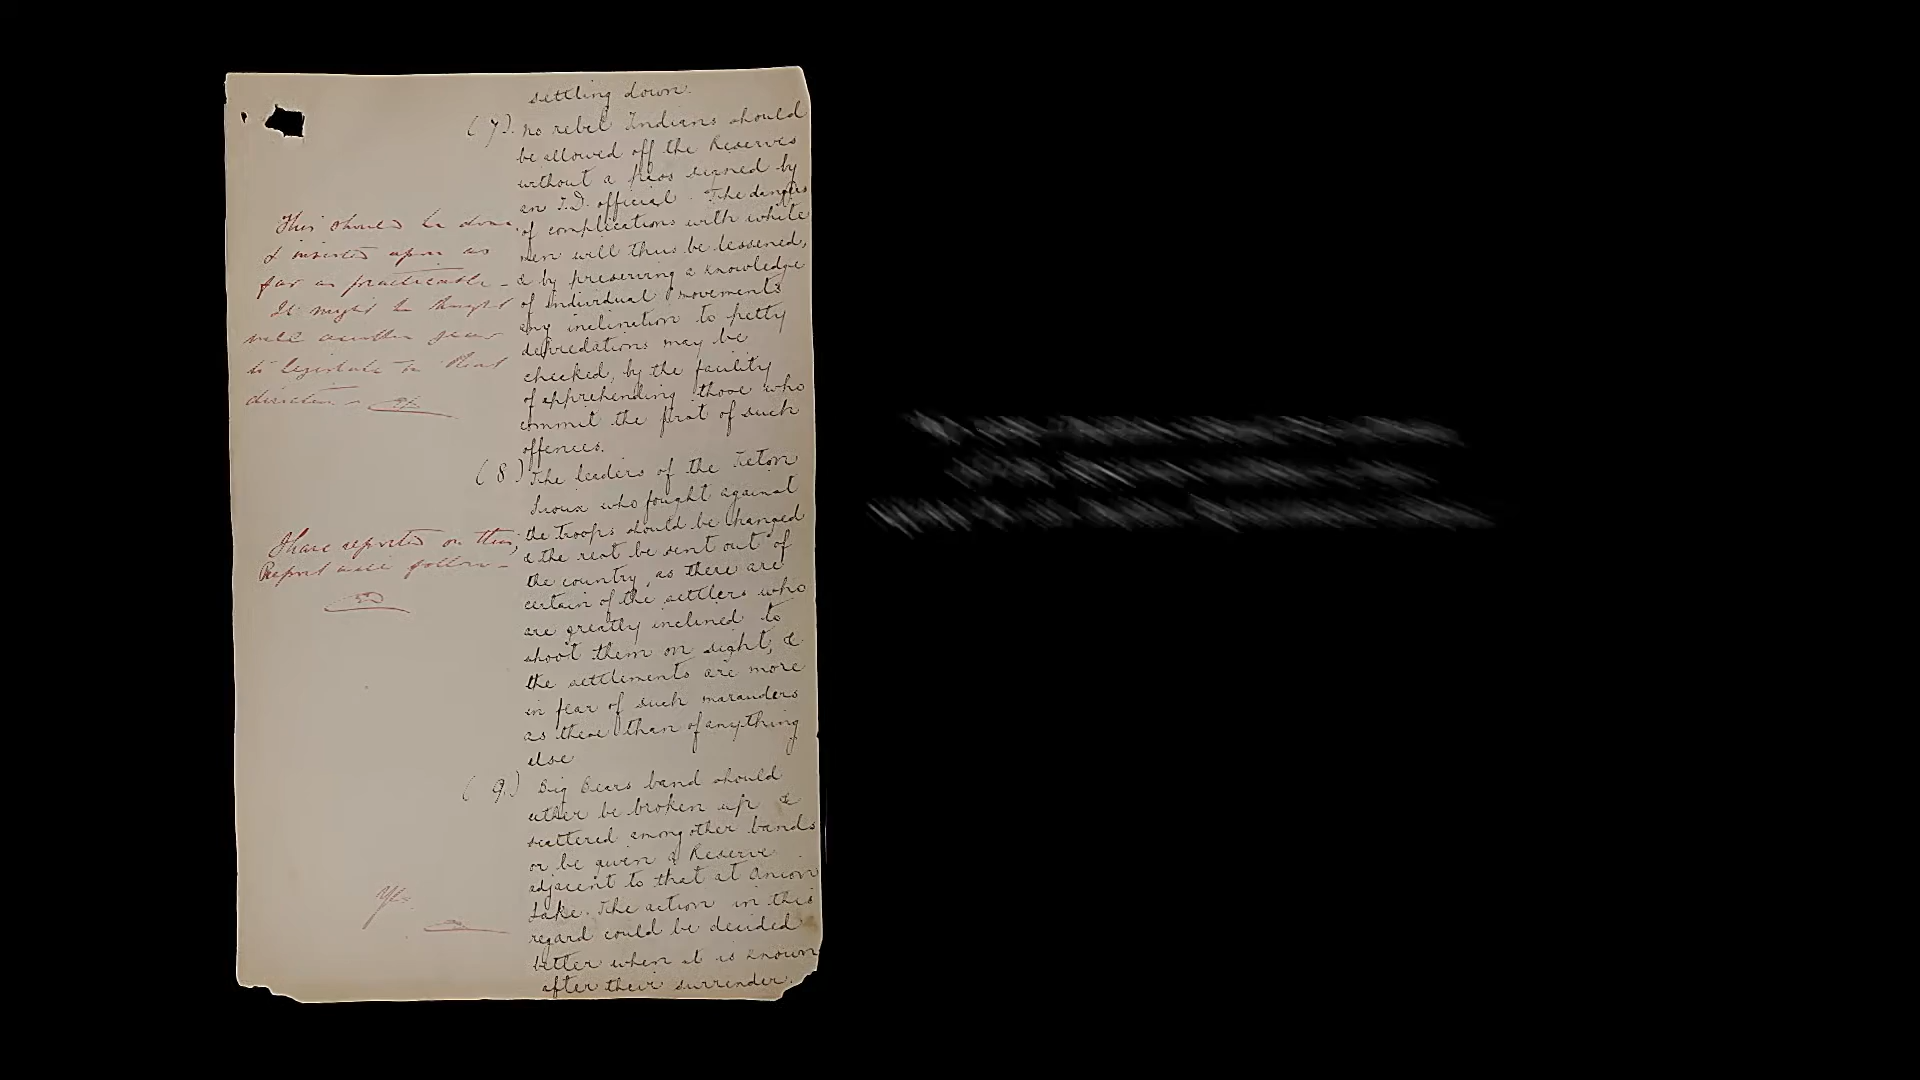 settling down.
(7). No rebel Indians should
be allowed off the Reserves
without a pass signed by
an I.D. official. The dangers
of complications with white
men will thus be lessened,
& by preserving a knowledge
of individual movements
any inclination to petty
depredations may be
checked, by the facility
of apprehending those who
commit the first of such
offences.
(8) The leaders of the Teton
Sioux who fought against
the troops should be hanged
& the rest be sent out of
the country, as there are
certain of the settlers who
are greatly inclined to
shoot them on sight, &
the settlements are more
in fear of such marauders
as these than of anything
else
(9.) Big Bears band should
either be broken up &
scattered among other bands
or be given a Reserve
adjacent to that at Onion
Lake. The action in this
regard could be decided
better when it is known
after their surrender.
This should be done
& insisted upon as
far as practicable -
It might be thought
well another year
to legislate in that
direction -
I have reported on this,
Report will follow -
Yes.